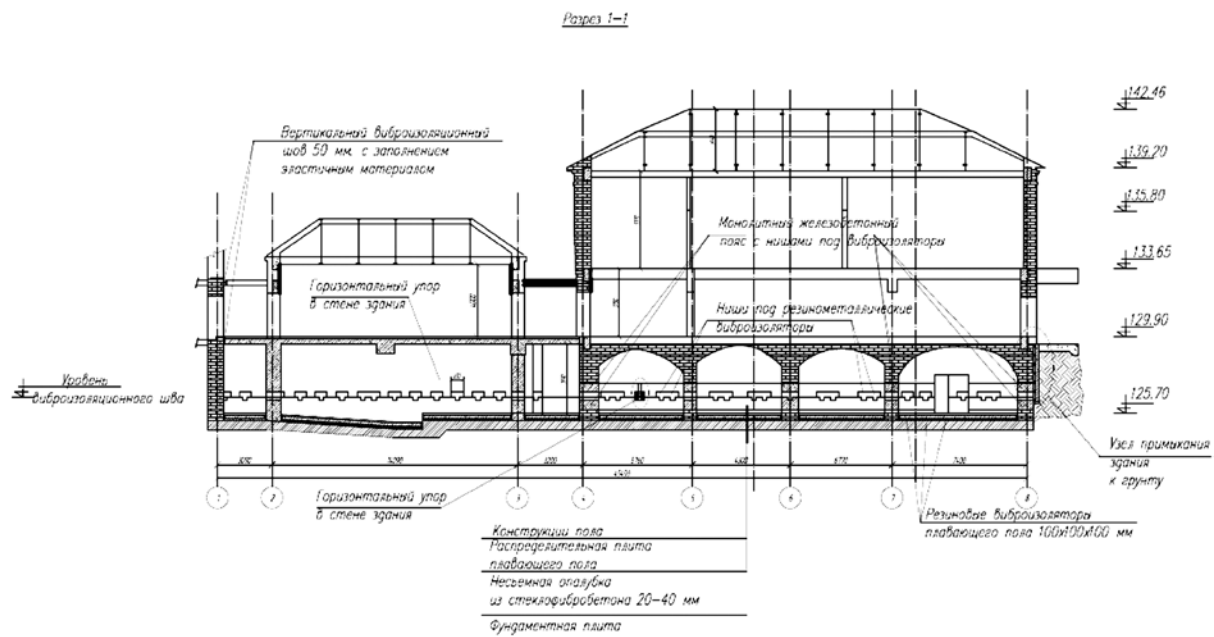 Разрез 1-1
142,46
Вертикальный виброизоляционный
шов 50 мм. с заполнением
эластичным материалом
139,20
135,80
Монолитный железобетонный
пояс с нишами под виброизоляторы
133,65
Горизонтальный упор
в стене здания
Ниши под резинометаллические
виброизоляторы
129,90
Уровень
виброизоляционного шва
125,70
Узел примыкания
здания
к грунту
1
2
3
4
5
6
7
8
Горизонтальный упор
в стене здания
Резиновые виброизоляторы
плавающего пола 100х100х100 мм
Конструкции пола
Распределительная плита
плавающего пола
Несъемная опалубка
из стеклофибробетона 20-40 мм
Фундаментная плита